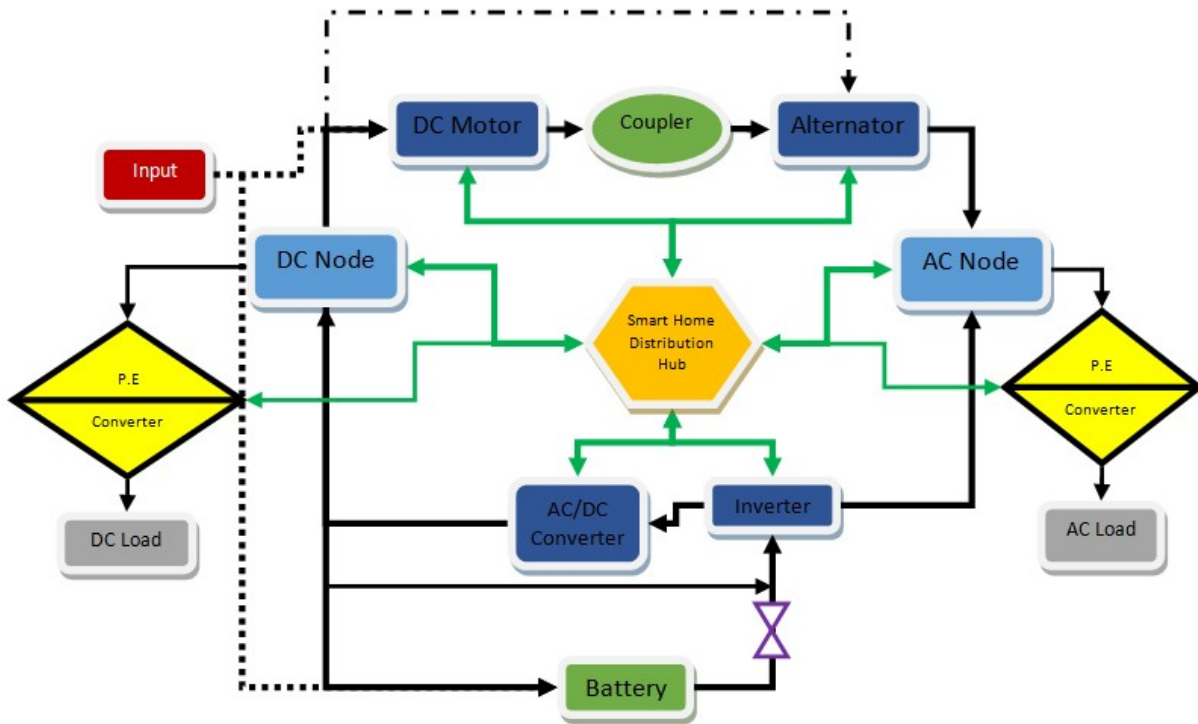 DC Motor
Coupler
Alternator
Input
DC Node
AC Node
Smart Home
Distribution
Hub
P.E
Converter
P.E
Converter
AC/DC
Converter
Inverter
DC Load
AC Load
Battery